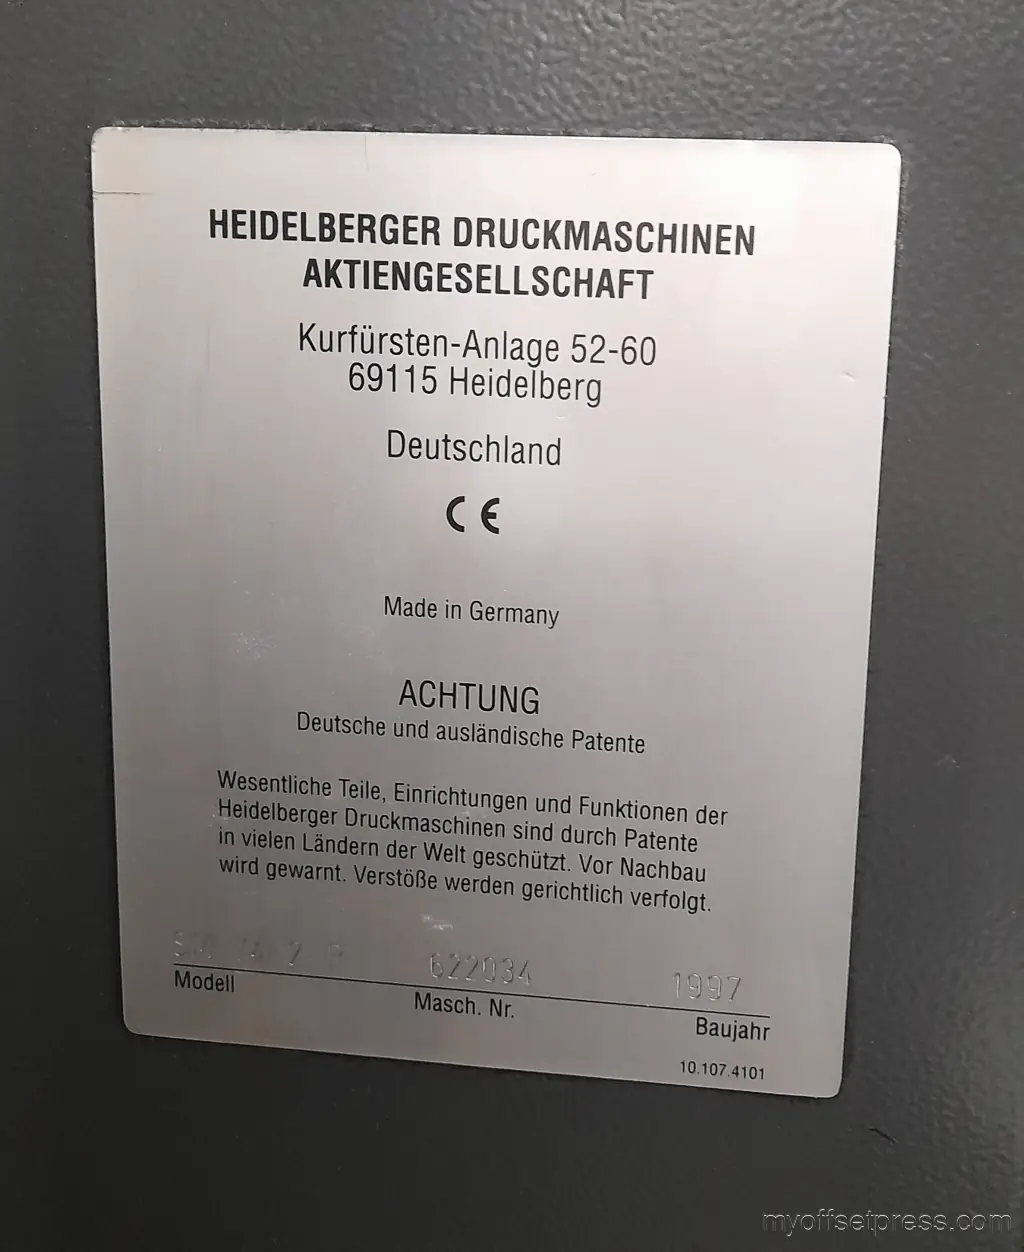 HEIDELBERGER DRUCKMASCHINEN
AKTIENGESELLSCHAFT
Kurfürsten-Anlage 52-60
69115 Heidelberg
Deutschland
CE
Made in Germany
ACHTUNG
Deutsche und ausländische Patente
Wesentliche Teile, Einrichtungen und Funktionen der
Heidelberger Druckmaschinen sind durch Patente
in vielen Ländern der Welt geschützt. Vor Nachbau
wird gewarnt. Verstöße werden gerichtlich verfolgt.
74 2 P 622034 1997
Modell Masch. Nr. Baujahr
10.107.4101
myoffsetpress.com